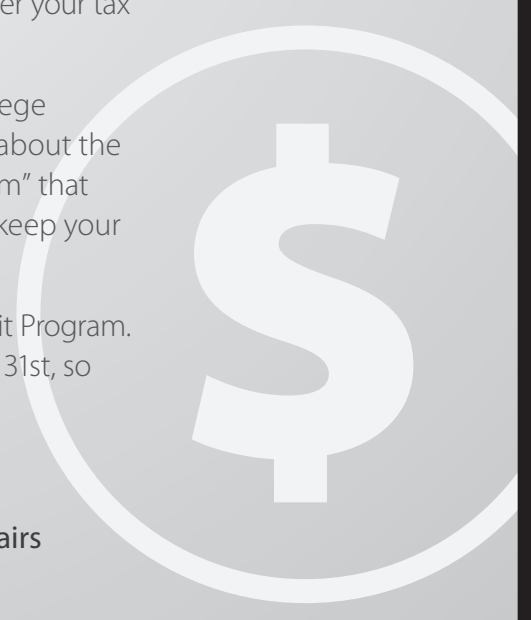 er your tax
ege
about the
m” that
keep your
it Program.
31st, so
airs
$